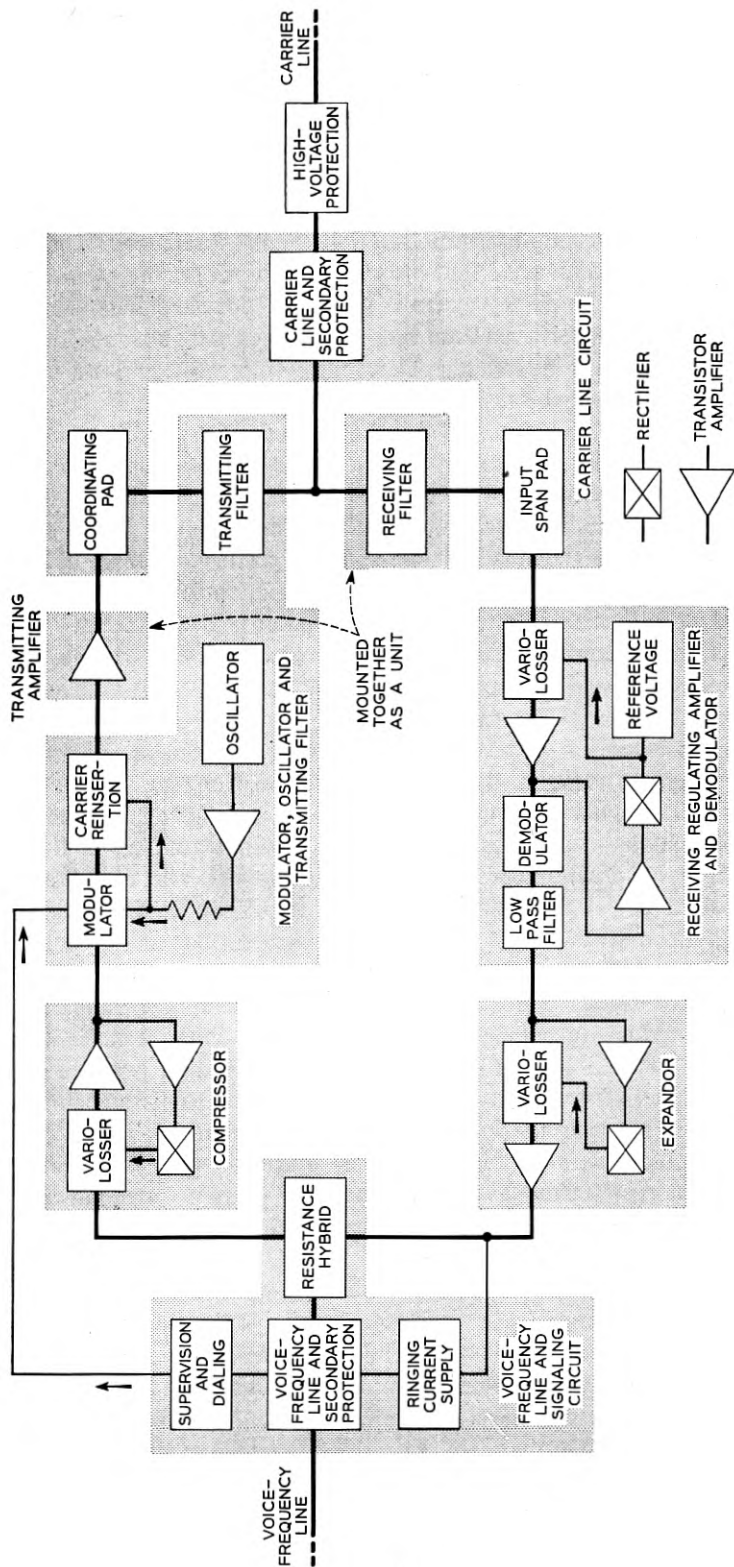 VOICE-
FREQUENCY
LINE
SUPERVISION
AND
DIALING
VOICE-
FREQUENCY
LINE AND
SECONDARY
PROTECTION
RINGING
CURRENT
SUPPLY
VOICE-
FREQUENCY
LINE AND
SIGNALING
CIRCUIT
RESISTANCE
HYBRID
VARIO-
LOSSER
COMPRESSOR
MODU-
LATOR
CARRIER
REINSER-
TION
OSCILLATOR
MODULATOR, OSCILLATOR AND
TRANSMITTING FILTER
TRANSMITTING
AMPLIFIER
MOUNTED
TOGETHER
AS A UNIT
COORDINATING
PAD
TRANSMITTING
FILTER
RECEIVING
FILTER
INPUT
SPAN PAD
CARRIER
LINE AND
SECONDARY
PROTECTION
CARRIER LINE CIRCUIT
HIGH-
VOLTAGE
PROTECTION
CARRIER
LINE
VARIO-
LOSSER
EXPANDOR
LOW
PASS
FILTER
DEMOD-
ULATOR
VARIO-
LOSSER
REFERENCE
VOLTAGE
RECEIVING REGULATING AMPLIFIER
AND DEMODULATOR
RECTIFIER
TRANSISTOR
AMPLIFIER